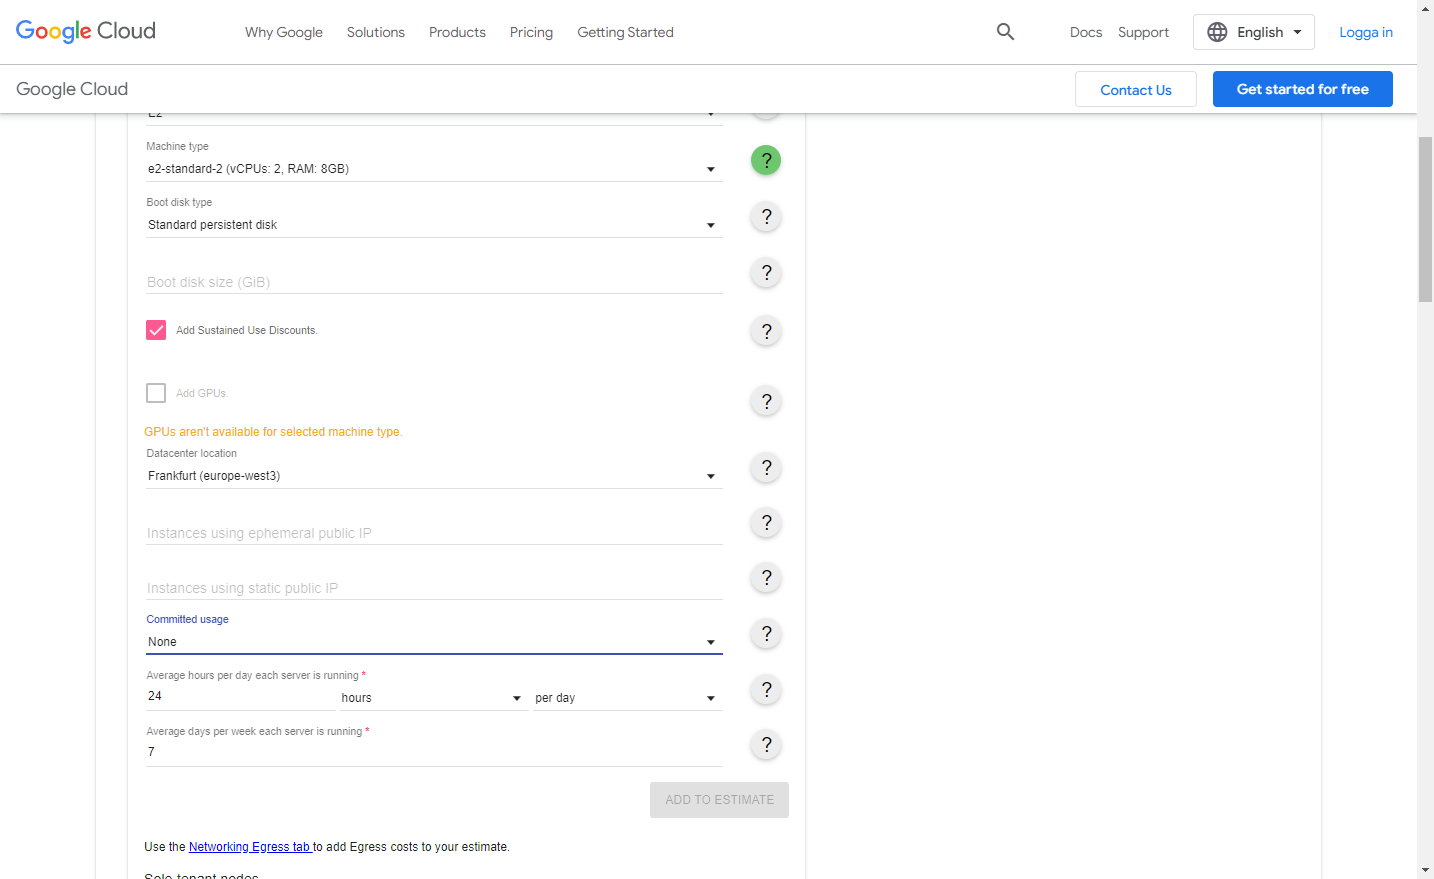 Google Cloud
Why Google
Solutions
Products
Pricing
Getting Started
Docs
Support
English
Logga in
Google Cloud
Contact Us
Get started for free
E2
Machine type
e2-standard-2 (vCPUs: 2, RAM: 8GB)
?
Boot disk type
Standard persistent disk
?
Boot disk size (GiB)
?
Add Sustained Use Discounts.
?
Add GPUs.
?
GPUs aren't available for selected machine type.
Datacenter location
Frankfurt (europe-west3)
?
Instances using ephemeral public IP
?
Instances using static public IP
?
Committed usage
None
?
Average hours per day each server is running *
24
hours
per day
?
Average days per week each server is running *
7
?
ADD TO ESTIMATE
Use the Networking Egress tab to add Egress costs to your estimate.
Sole-tenant nodes